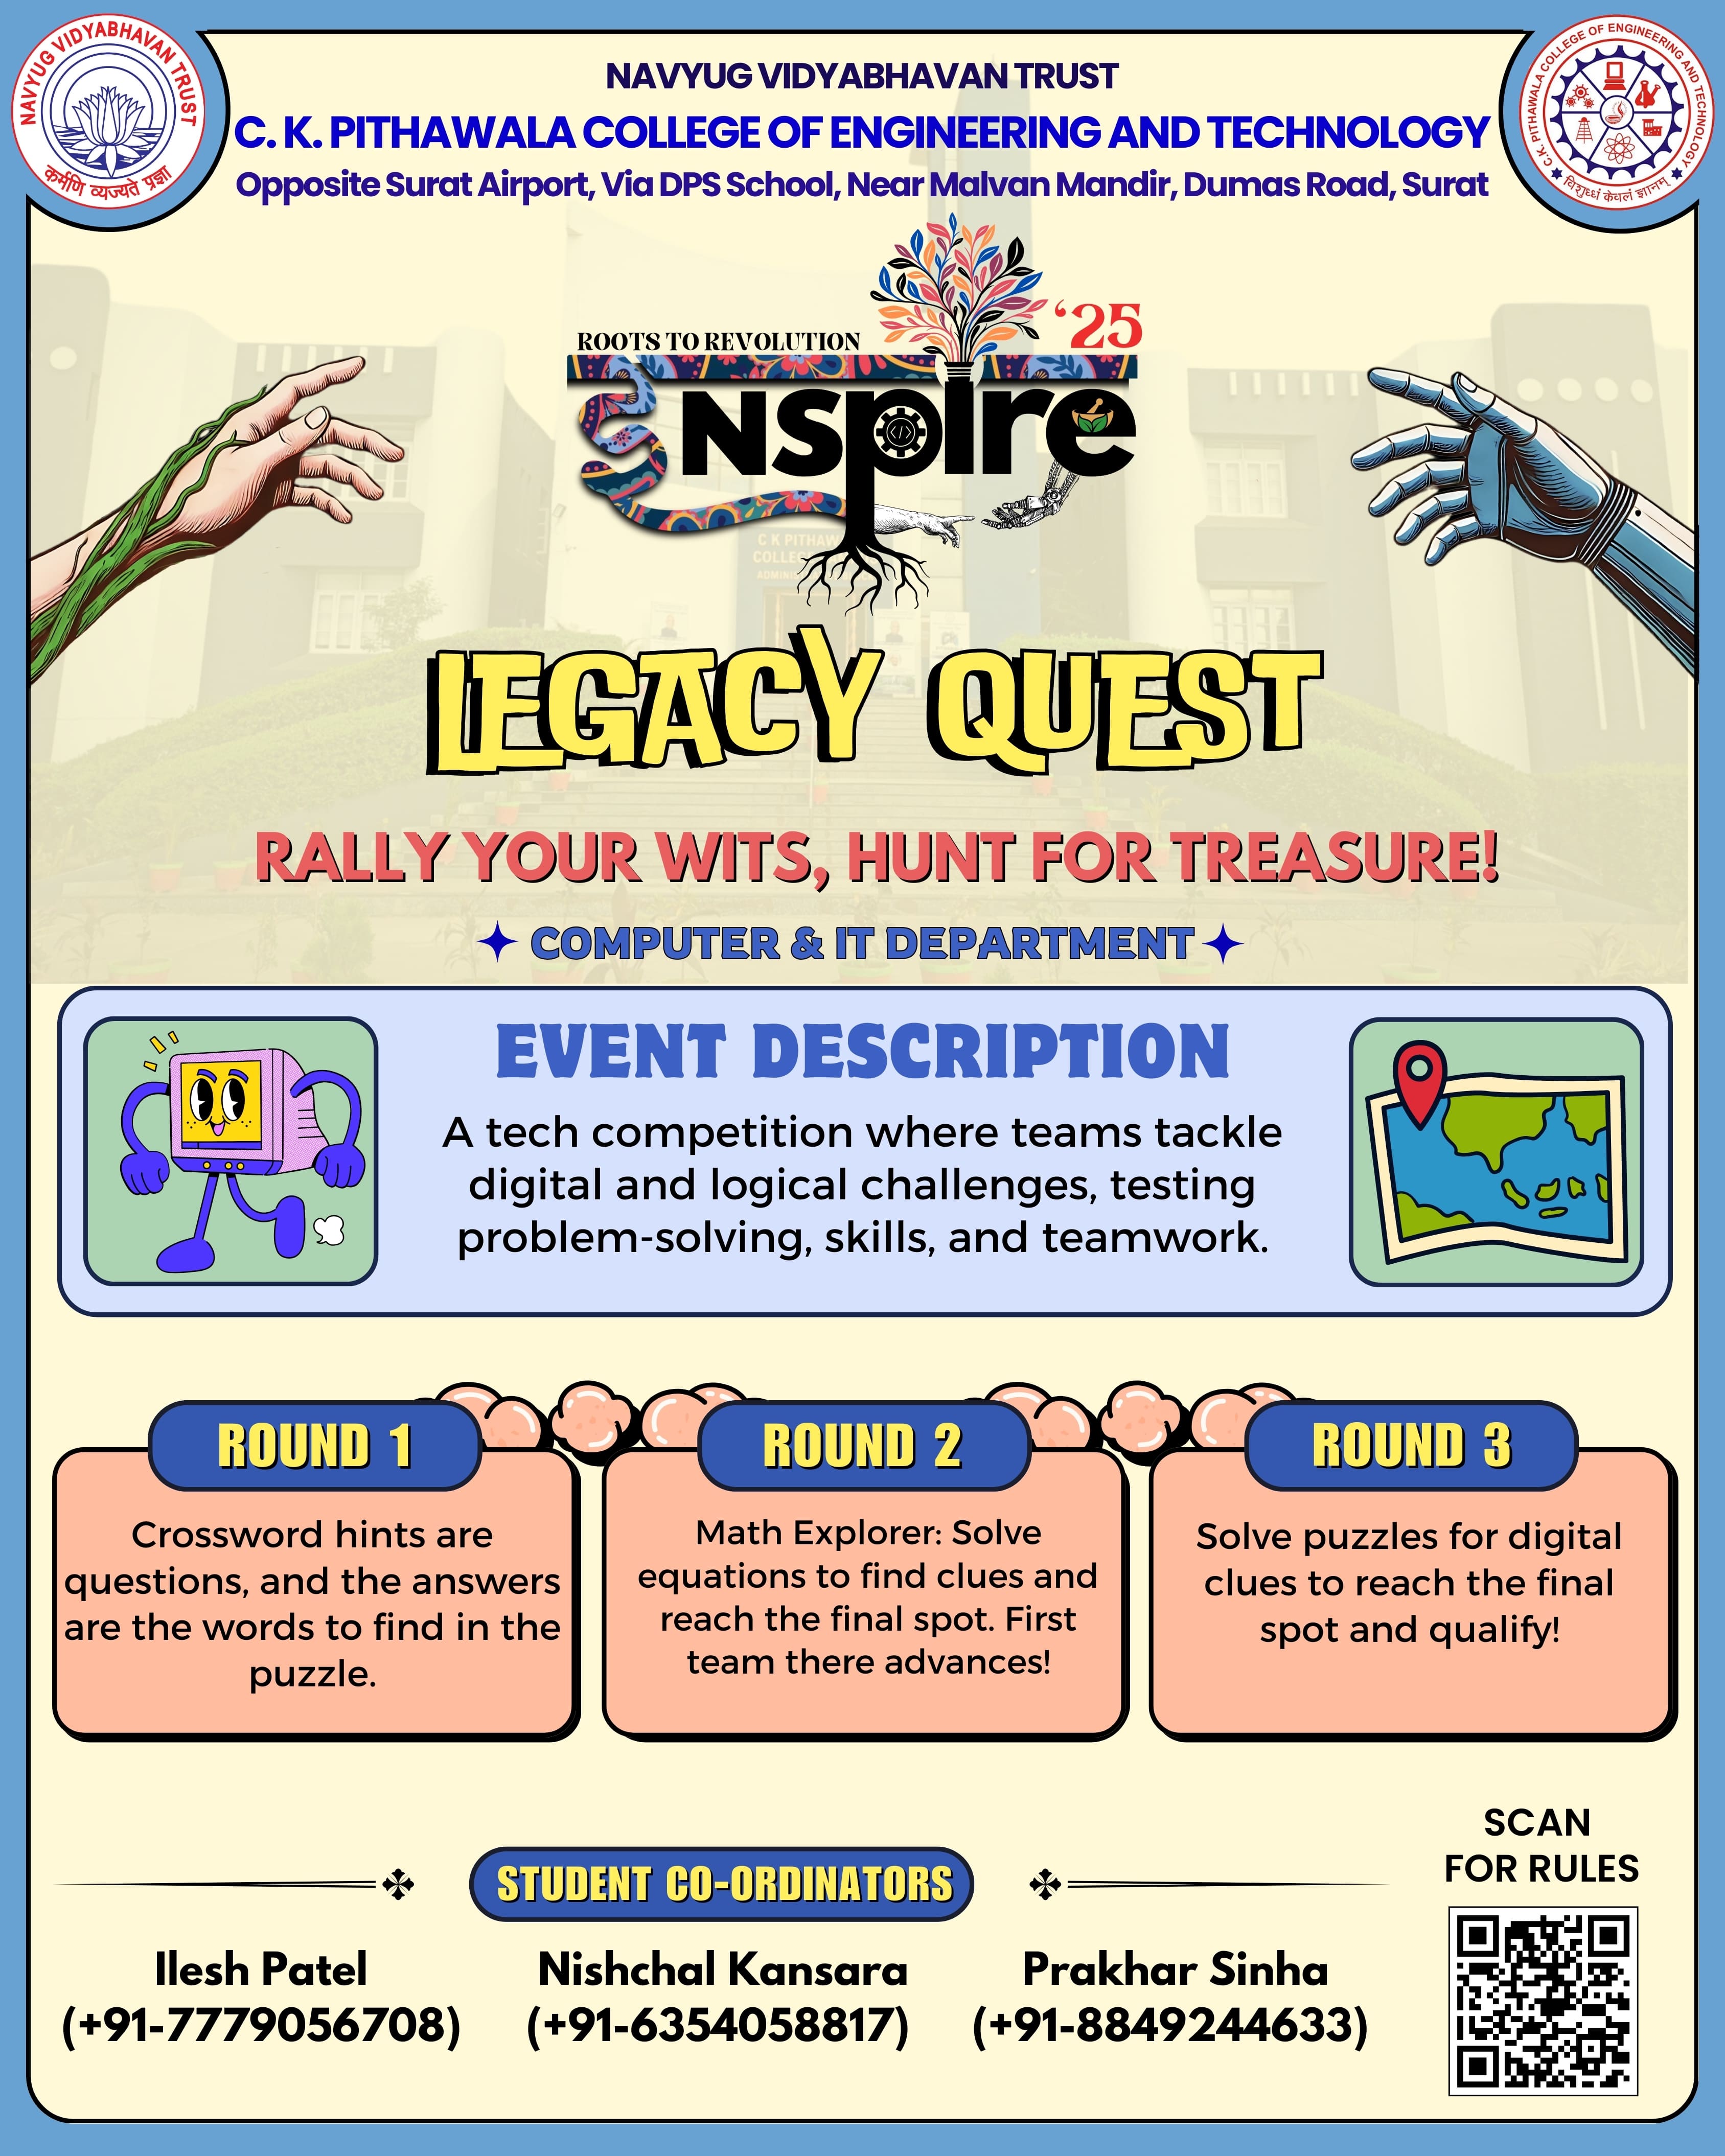 NAVYUG VIDYABHAVAN TRUST
कर्मणि व्यज्यते प्रज्ञा
C. K. PITHAWALA COLLEGE OF ENGINEERING AND TECHNOLOGY
विशुध्धं केवलं ज्ञानम्
NAVYUG VIDYABHAVAN TRUST
C. K. PITHAWALA COLLEGE OF ENGINEERING AND TECHNOLOGY
Opposite Surat Airport, Via DPS School, Near Malvan Mandir, Dumas Road, Surat
ROOTS TO REVOLUTION
'25
ઈnspire
C K PITHAW
COLLEGE
LEGACY QUEST
RALLY YOUR WITS, HUNT FOR TREASURE!
COMPUTER & IT DEPARTMENT
EVENT DESCRIPTION
A tech competition where teams tackle
digital and logical challenges, testing
problem-solving, skills, and teamwork.
ROUND 1
Crossword hints are
questions, and the answers
are the words to find in the
puzzle.
ROUND 2
Math Explorer: Solve
equations to find clues and
reach the final spot. First
team there advances!
ROUND 3
Solve puzzles for digital
clues to reach the final
spot and qualify!
STUDENT CO-ORDINATORS
Ilesh Patel
(+91-7779056708)
Nishchal Kansara
(+91-6354058817)
Prakhar Sinha
(+91-8849244633)
SCAN
FOR RULES